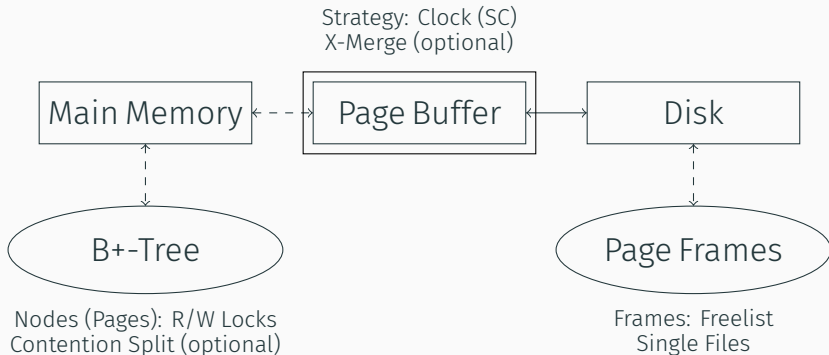 Strategy: Clock (SC)
X-Merge (optional)
Main Memory
Page Buffer
Disk
B+-Tree
Page Frames
Nodes (Pages): R/W Locks
Contention Split (optional)
Frames: Freelist
Single Files